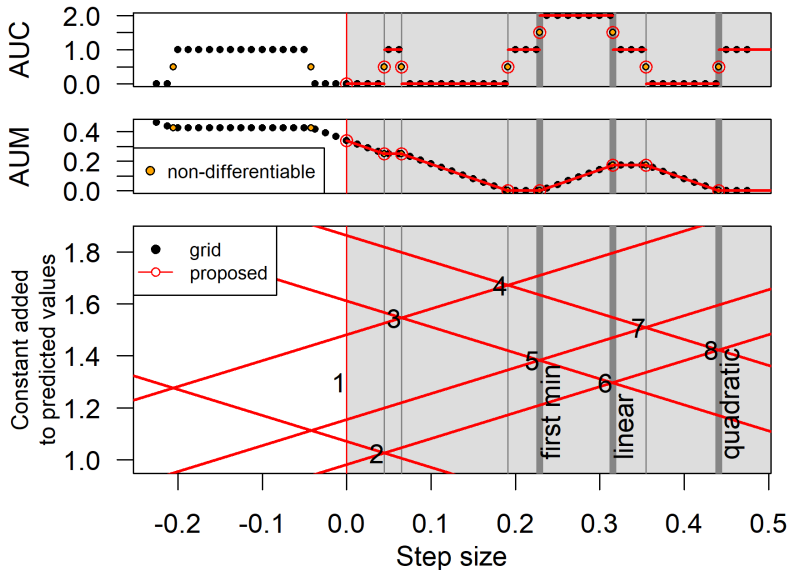 AUC
2.0
1.0
0.0
AUM
0.4
0.2
0.0
non-differentiable
Constant added
to predicted values
1.8
1.6
1.4
1.2
1.0
grid
proposed
1
2
3
4
5
6
7
8
first min
linear
quadratic
-0.2 -0.1 0.0 0.1 0.2 0.3 0.4 0.5
Step size